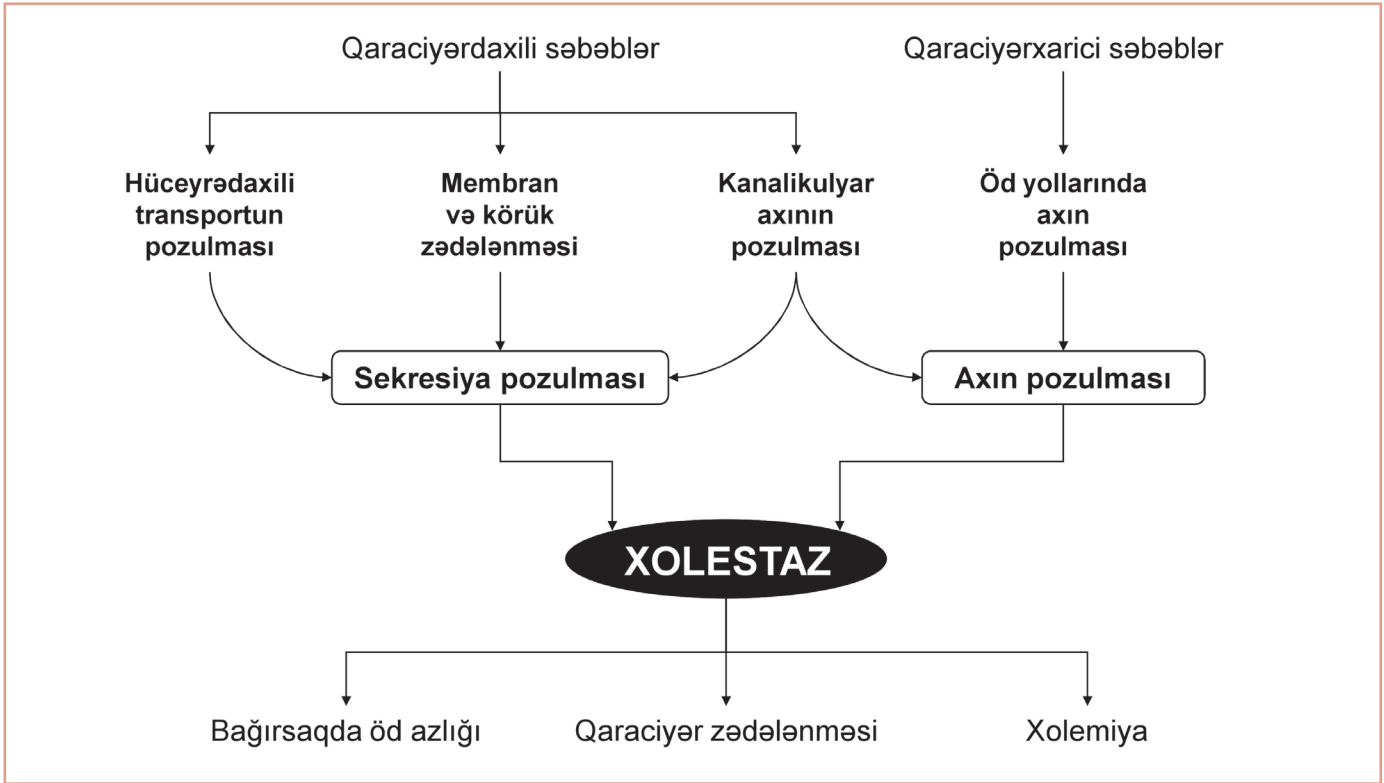 Qaraciyərdaxili səbəblər
Qaraciyərxarici səbəblər
Hüceyrədaxili
transportun
pozulması
Membran
və körük
zədələnməsi
Kanalikulyar
axının
pozulması
Öd yollarında
axın
pozulması
Sekresiya pozulması
Axın pozulması
XOLESTAZ
Bağırsaqda öd azlığı
Qaraciyər zədələnməsi
Xolemiya